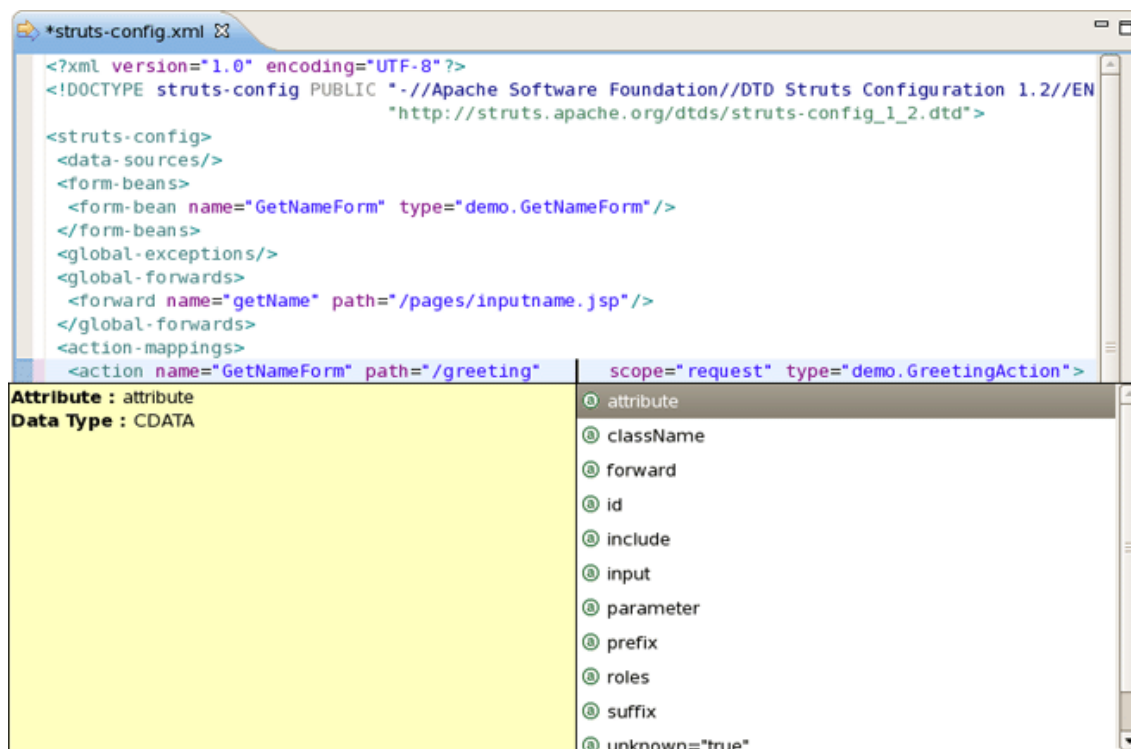 *struts-config.xml
<?xml version="1.0" encoding="UTF-8"?>
<!DOCTYPE struts-config PUBLIC "-//Apache Software Foundation//DTD Struts Configuration 1.2//EN
"http://struts.apache.org/dtds/struts-config_1_2.dtd">
<struts-config>
<data-sources/>
<form-beans>
<form-bean name="GetNameForm" type="demo.GetNameForm"/>
</form-beans>
<global-exceptions/>
<global-forwards>
<forward name="getName" path="/pages/inputname.jsp"/>
</global-forwards>
<action-mappings>
<action name="GetNameForm" path="/greeting" scope="request" type="demo.GreetingAction">
Attribute : attribute
Data Type : CDATA
attribute
className
forward
id
include
input
parameter
prefix
roles
suffix
unknown="true"